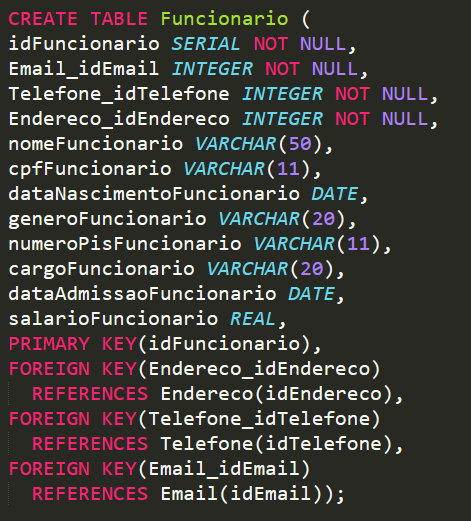 CREATE TABLE Funcionario (
idFuncionario SERIAL NOT NULL,
Email_idEmail INTEGER NOT NULL,
Telefone_idTelefone INTEGER NOT NULL,
Endereco_idEndereco INTEGER NOT NULL,
nomeFuncionario VARCHAR(50),
cpfFuncionario VARCHAR(11),
dataNascimentoFuncionario DATE,
generoFuncionario VARCHAR(20),
numeroPisFuncionario VARCHAR(11),
cargoFuncionario VARCHAR(20),
dataAdmissaoFuncionario DATE,
salarioFuncionario REAL,
PRIMARY KEY(idFuncionario),
FOREIGN KEY(Endereco_idEndereco)
  REFERENCES Endereco(idEndereco),
FOREIGN KEY(Telefone_idTelefone)
  REFERENCES Telefone(idTelefone),
FOREIGN KEY(Email_idEmail)
  REFERENCES Email(idEmail));